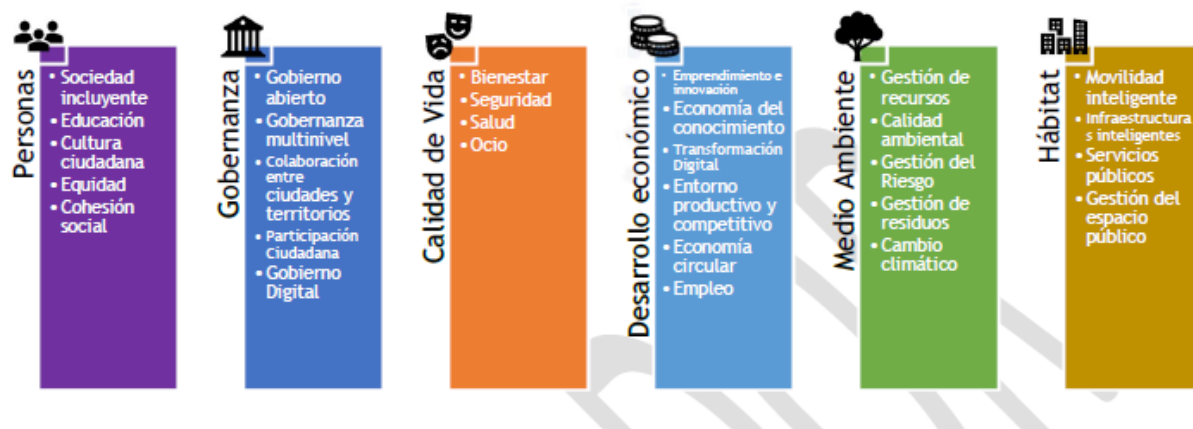 Personas
• Sociedad
incluyente
• Educación
• Cultura
ciudadana
• Equidad
• Cohesión
social
Gobernanza
• Gobierno
abierto
• Gobernanza
multinivel
• Colaboración
entre
ciudades y
territorios
• Participación
Ciudadana
• Gobierno
Digital
Calidad de Vida
• Bienestar
• Seguridad
• Salud
• Ocio
Desarrollo económico
• Emprendimiento e
innovación
• Economía del
conocimiento
• Transformación
Digital
• Entorno
productivo y
competitivo
• Economía
circular
• Empleo
Medio Ambiente
• Gestión de
recursos
• Calidad
ambiental
• Gestión del
Riesgo
• Gestión de
residuos
• Cambio
climático
Hábitat
• Movilidad
inteligente
• Infraestructura
s inteligentes
• Servicios
públicos
• Gestión del
espacio
público